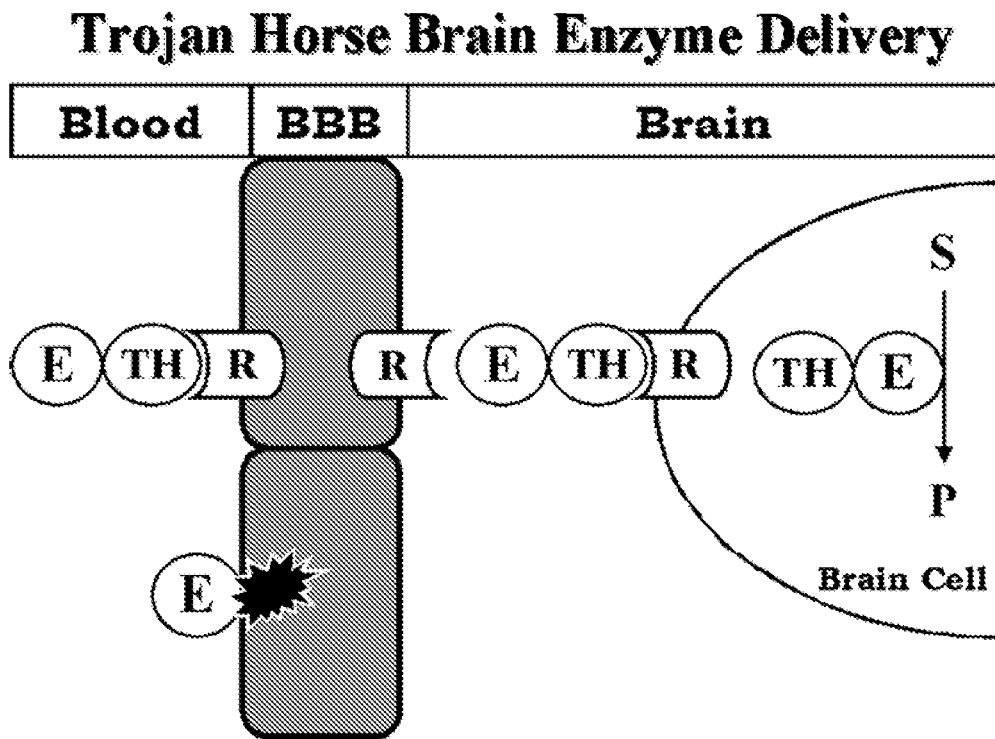 Trojan Horse Brain Enzyme Delivery
Blood BBB Brain
S
E TH R R E TH R TH E
P
Brain Cell
E